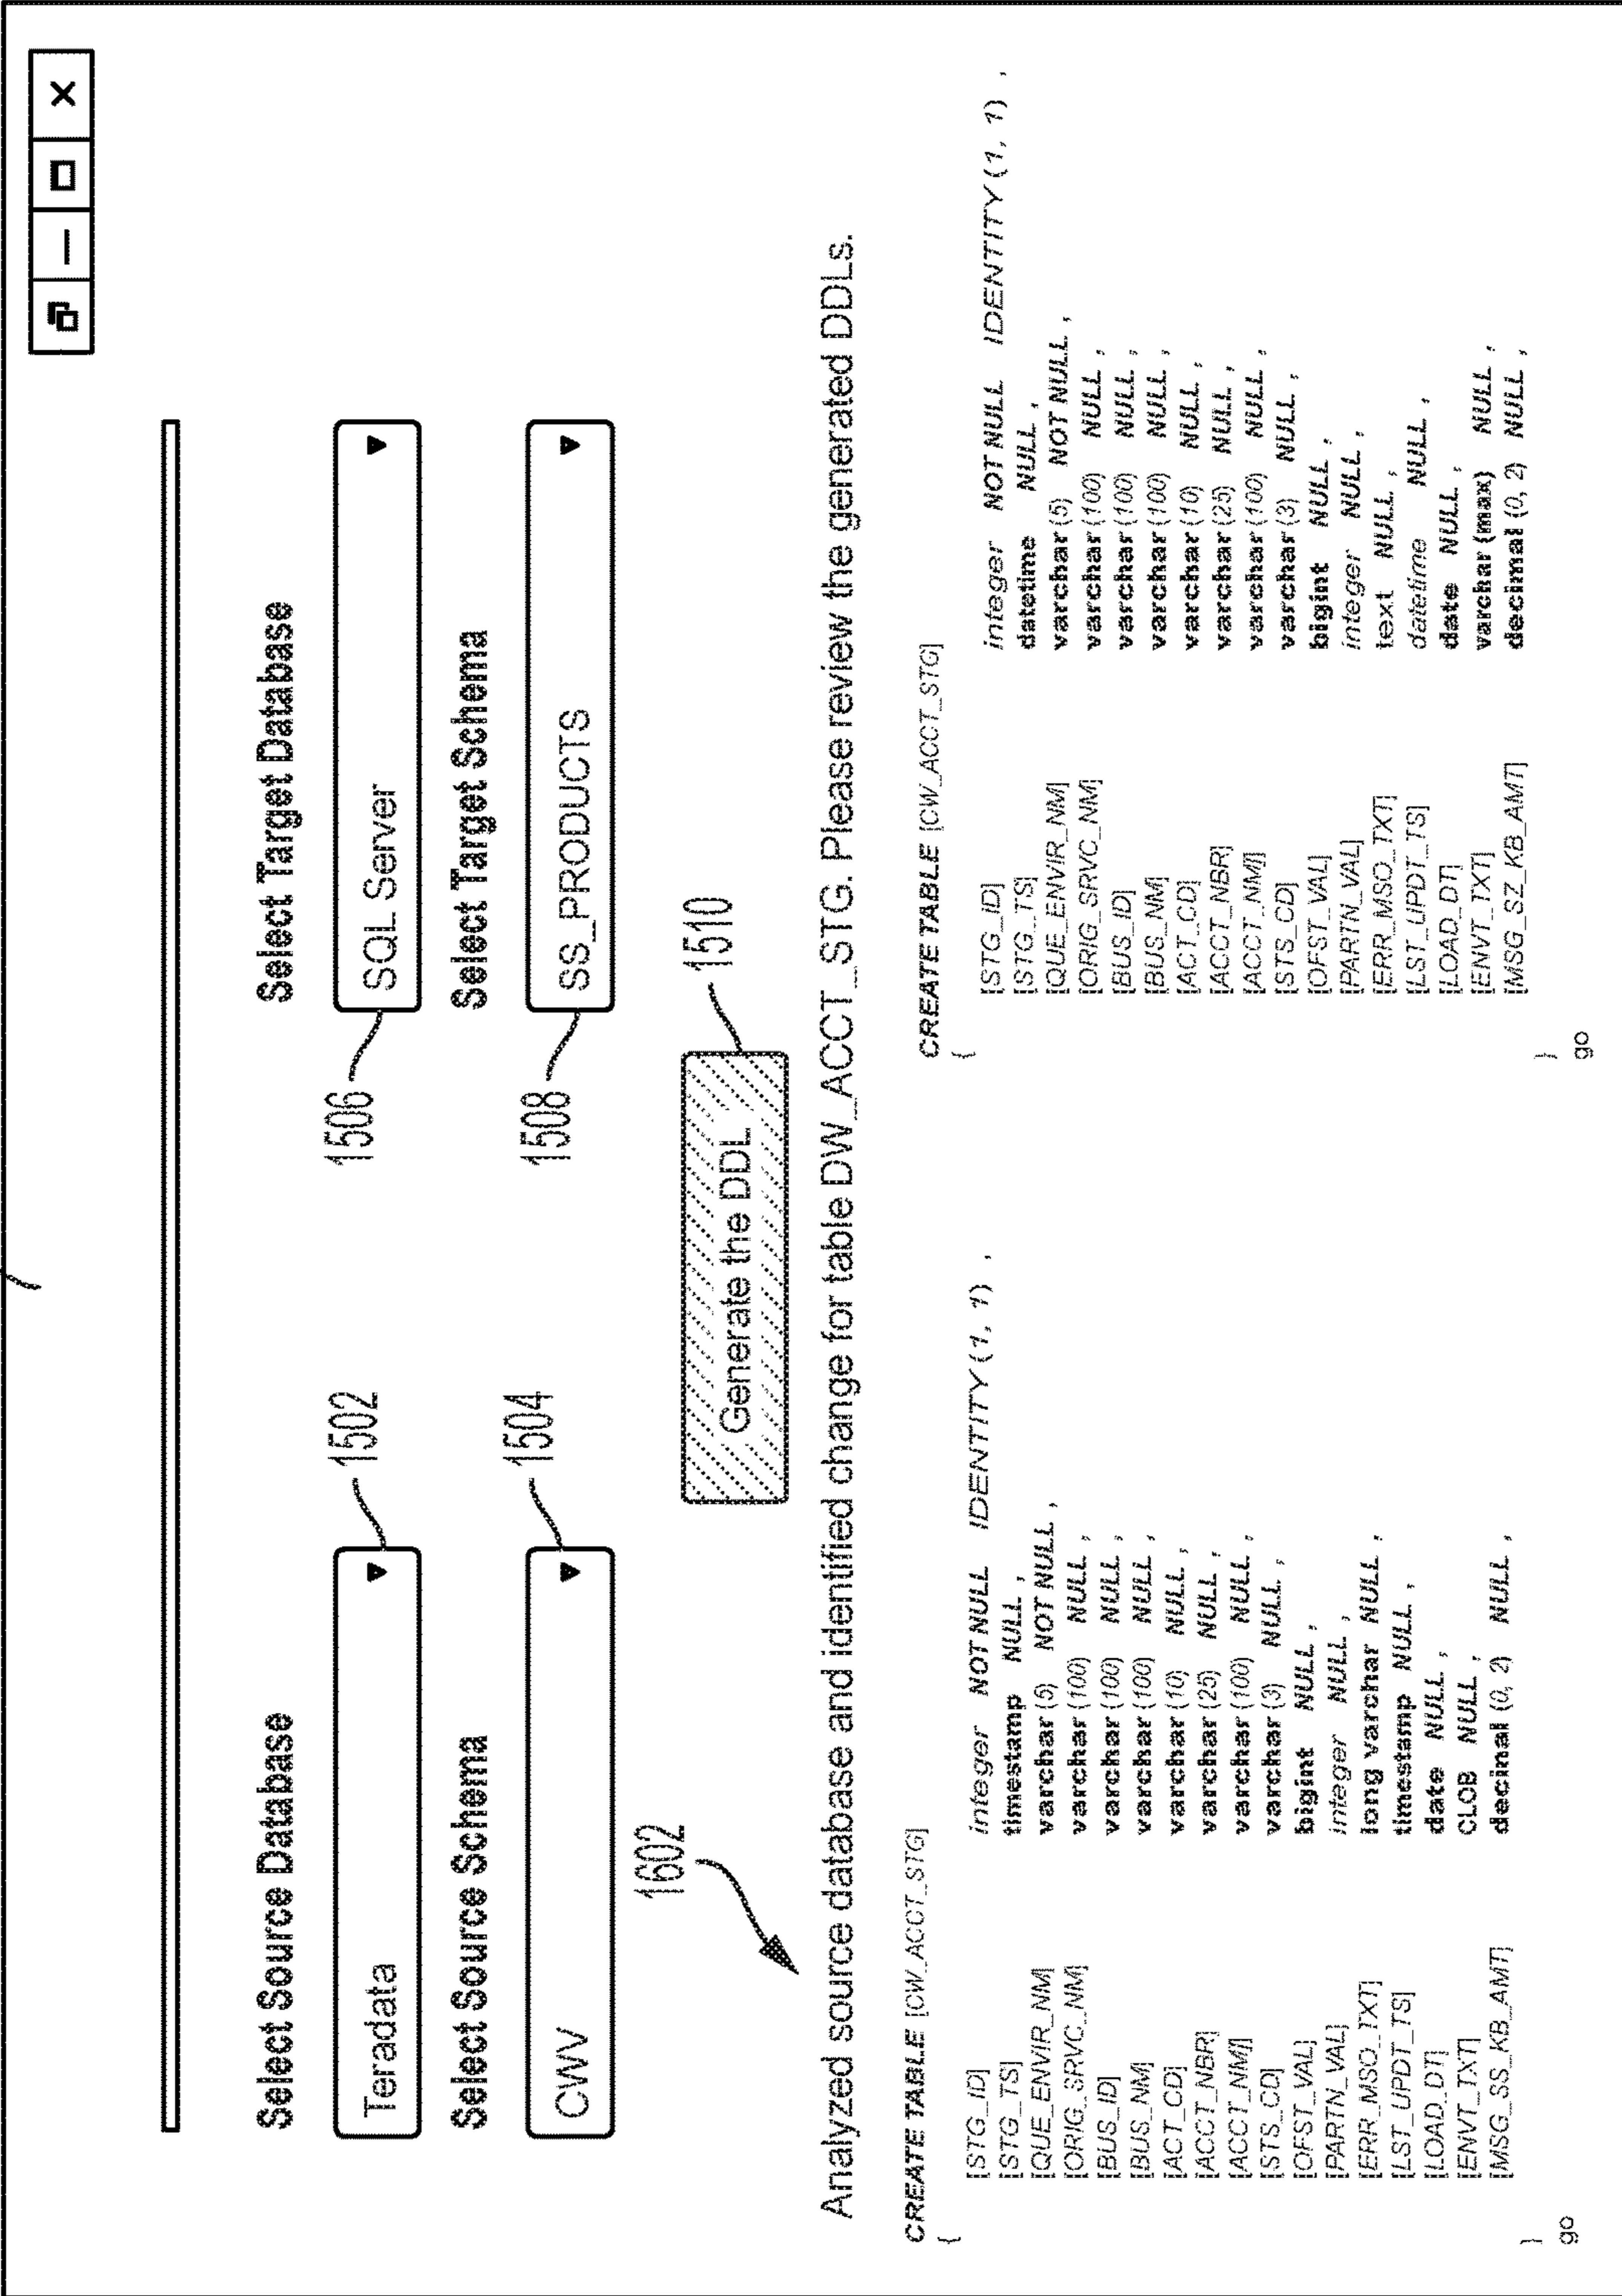 Select Source Database
Teradata
1502
Select Source Schema
CWV
1504
Select Target Database
1506
SQL Server
Select Target Schema
1508
SS_PRODUCTS
1602
Generate the DDL
1510
Analyzed source database and identified change for table DW_ACCT_STG. Please review the generated DDLs.
CREATE TABLE [CW_ACCT_STG]
{
[STG_ID] integer NOT NULL IDENTITY (1, 1) ,
[STG_TS] timestamp NULL ,
[QUE_ENVIR_NM] varchar (5) NOT NULL ,
[ORIG_SRVC_NM] varchar (100) NULL ,
[BUS_ID] varchar (100) NULL ,
[BUS_NM] varchar (100) NULL ,
[ACT_CD] varchar (10) NULL ,
[ACCT_NBR] varchar (25) NULL ,
[ACCT_NM]] varchar (100) NULL ,
[STS_CD] varchar (3) NULL ,
[OFST_VAL] bigint NULL ,
[PARTN_VAL] integer NULL ,
[ERR_MSO_TXT] long varchar NULL ,
[LST_UPDT_TS] timestamp NULL ,
[LOAD_DT] date NULL ,
[ENVT_TXT] CLOB NULL ,
[MSG_SS_KB_AMT] decimal (0, 2) NULL ,
}
go
CREATE TABLE [CW_ACCT_STG]
{
[STG_ID] integer NOT NULL IDENTITY (1, 1) ,
[STG_TS] datetime NULL ,
[QUE_ENVIR_NM] varchar (5) NOT NULL ,
[ORIG_SRVC_NM] varchar (100) NULL ,
[BUS_ID] varchar (100) NULL ,
[BUS_NM] varchar (100) NULL ,
[ACT_CD] varchar (10) NULL ,
[ACCT_NBR] varchar (25) NULL ,
[ACCT_NM]] varchar (100) NULL ,
[STS_CD] varchar (3) NULL ,
[OFST_VAL] bigint NULL ,
[PARTN_VAL] integer NULL ,
[ERR_MSO_TXT] text NULL ,
[LST_UPDT_TS] datetime NULL ,
[LOAD_DT] date NULL ,
[ENVT_TXT] varchar (max) NULL ,
[MSG_SZ_KB_AMT] decimal (0, 2) NULL ,
}
go